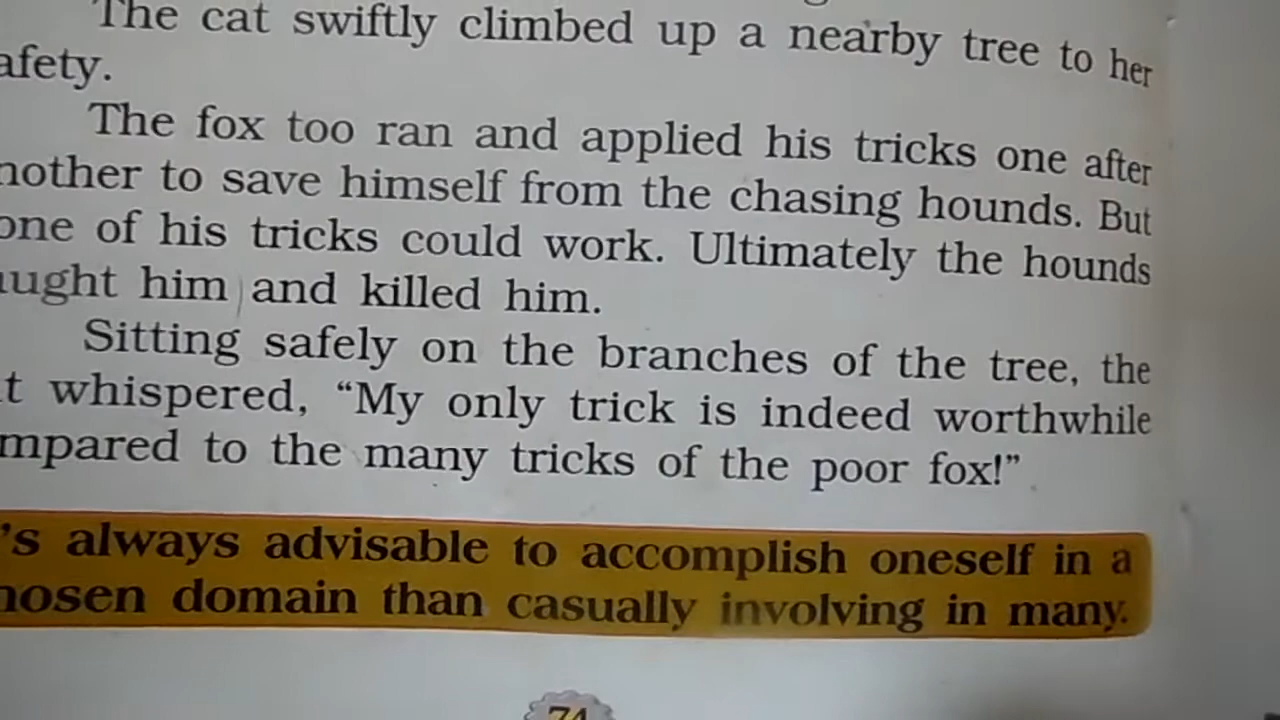 The cat swiftly climbed up a nearby tree to her
afety.
The fox too ran and applied his tricks one after
nother to save himself from the chasing hounds. But
one of his tricks could work. Ultimately the hounds
ught him and killed him.
Sitting safely on the branches of the tree, the
t whispered, “My only trick is indeed worthwhile
mpared to the many tricks of the poor fox!”
’s always advisable to accomplish oneself in a
hosen domain than casually involving in many.
74